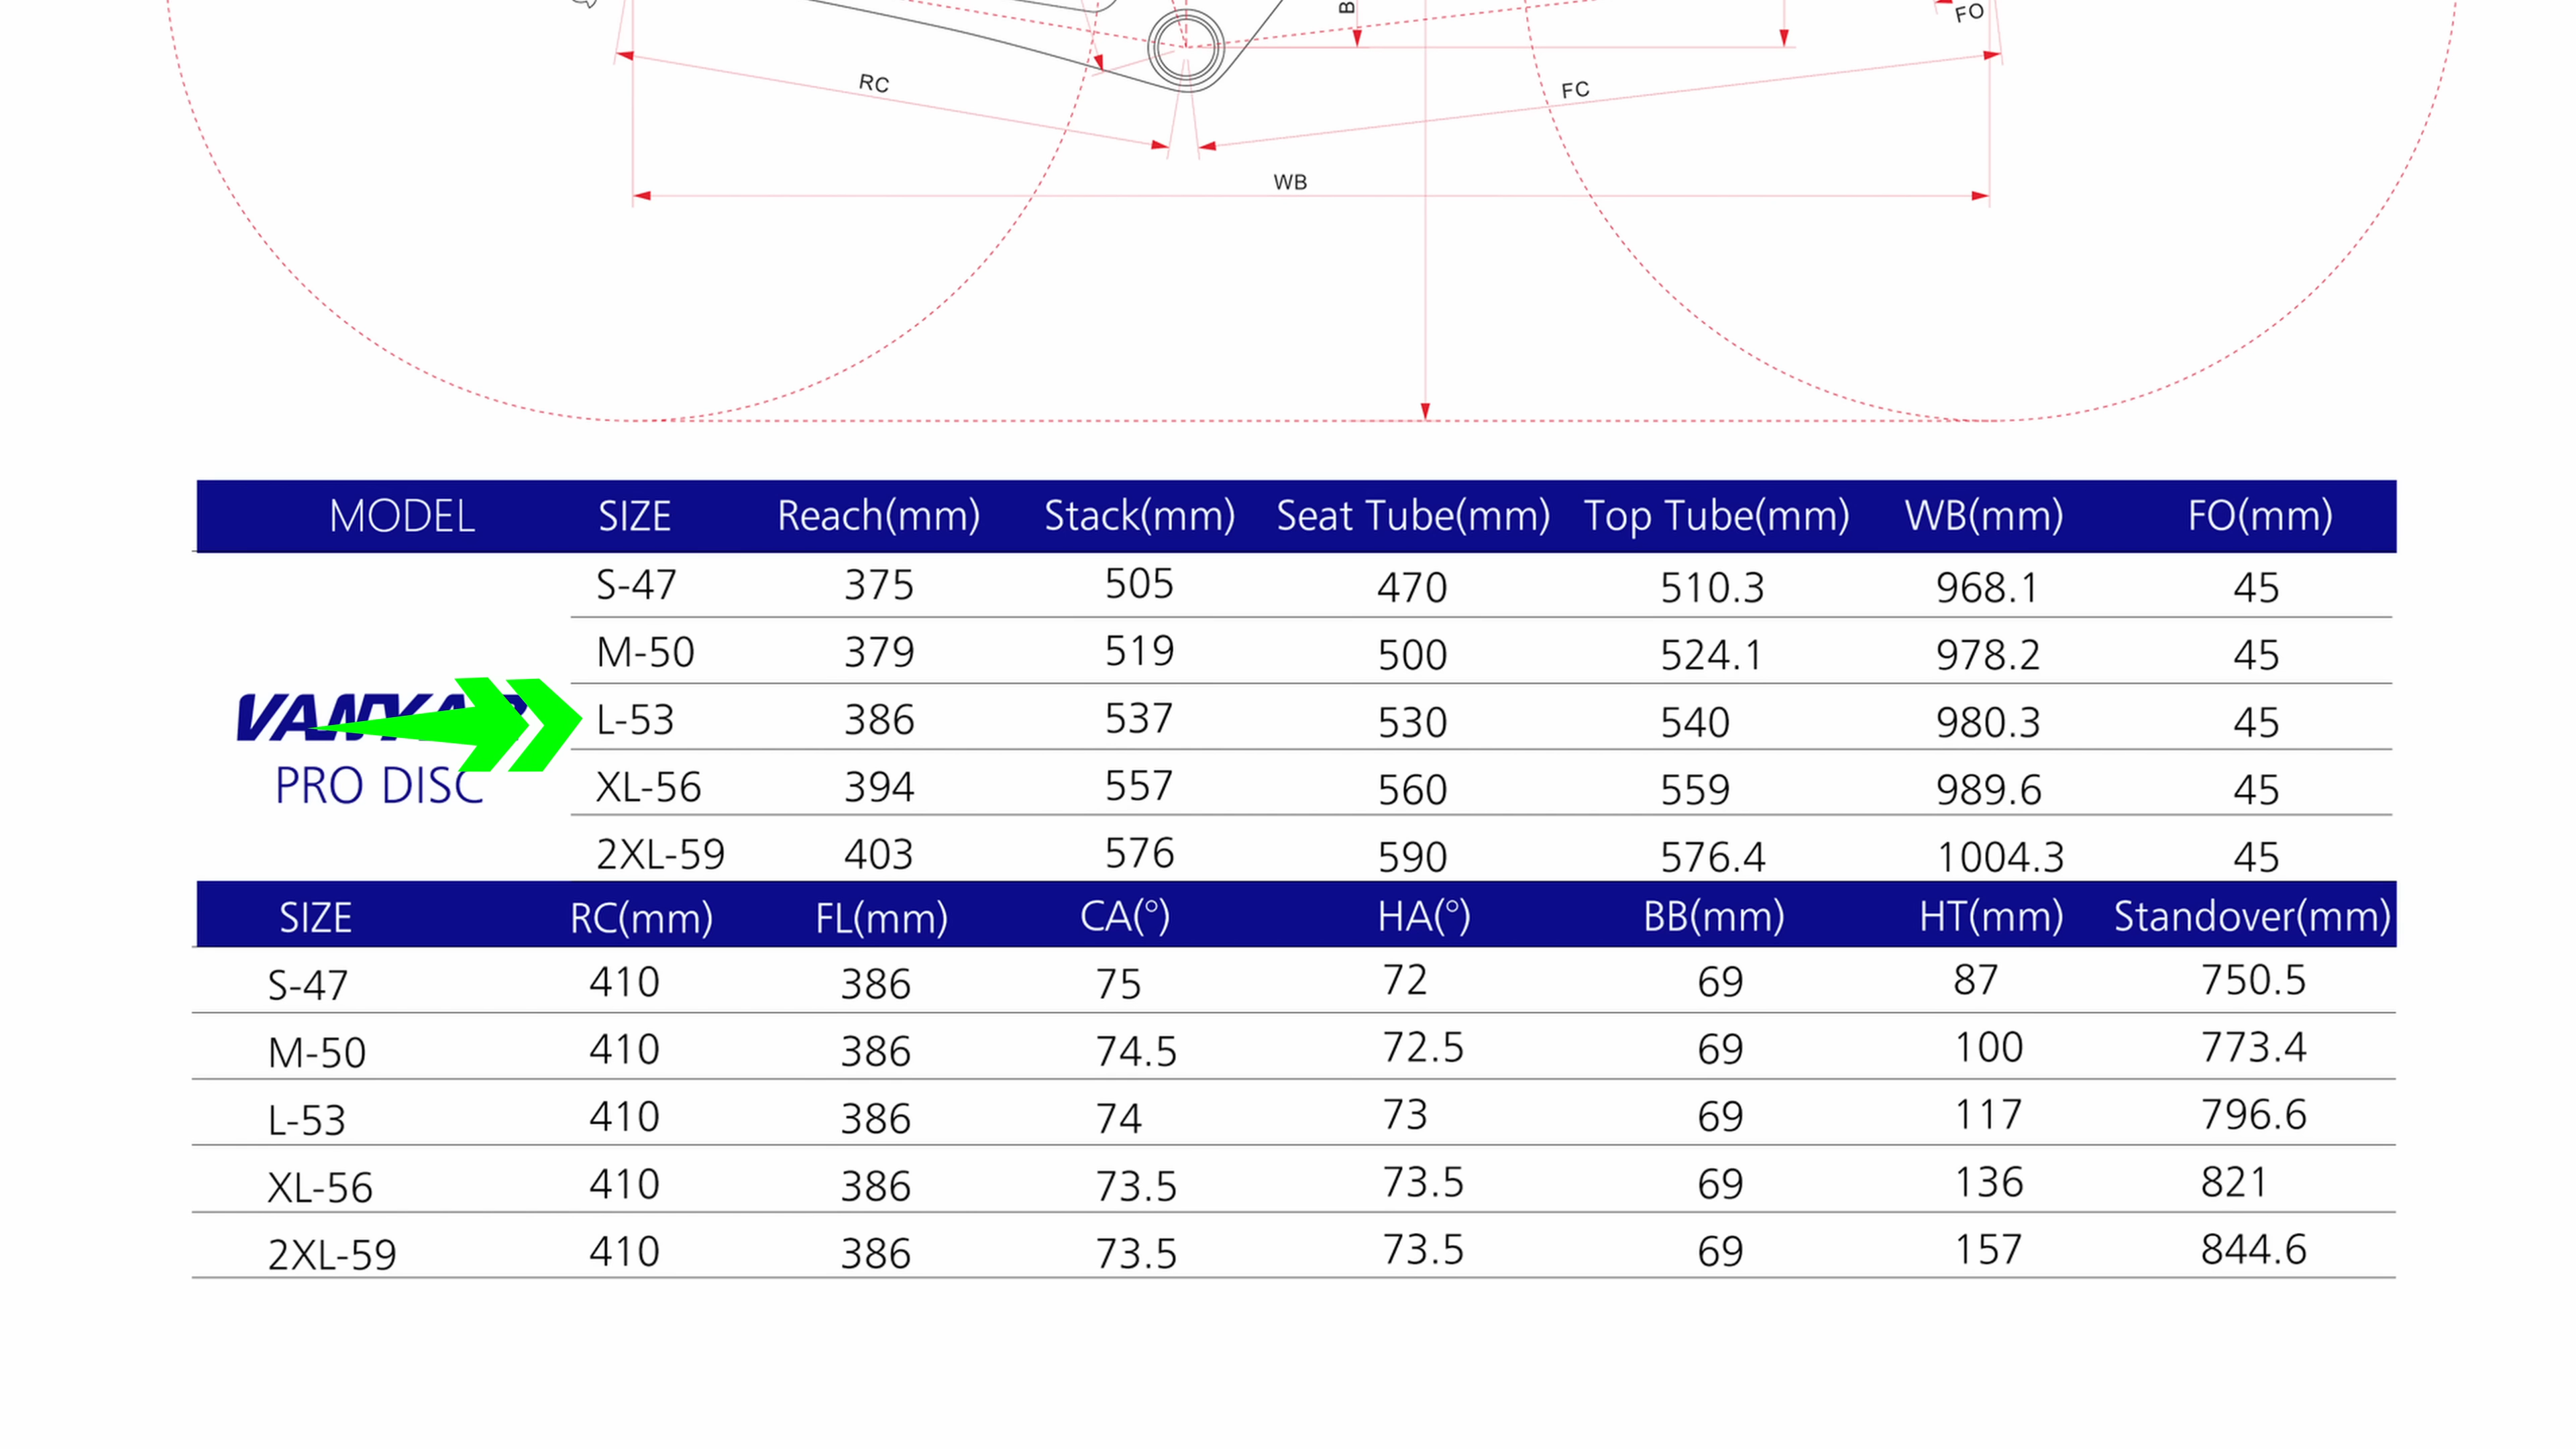 B
FO
RC
FC
WB
MODEL SIZE Reach(mm) Stack(mm) Seat Tube(mm) Top Tube(mm) WB(mm) FO(mm)
S-47 375 505 470 510.3 968.1 45
M-50 379 519 500 524.1 978.2 45
L-53 386 537 530 540 980.3 45
XL-56 394 557 560 559 989.6 45
2XL-59 403 576 590 576.4 1004.3 45
PRO DISC
SIZE RC(mm) FL(mm) CA(°) HA(°) BB(mm) HT(mm) Standover(mm)
S-47 410 386 75 72 69 87 750.5
M-50 410 386 74.5 72.5 69 100 773.4
L-53 410 386 74 73 69 117 796.6
XL-56 410 386 73.5 73.5 69 136 821
2XL-59 410 386 73.5 73.5 69 157 844.6